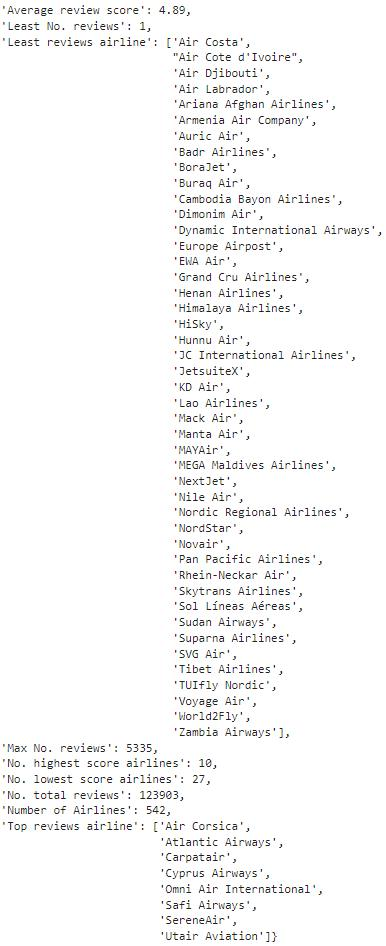 'Average review score': 4.89,
'Least No. reviews': 1,
'Least reviews airline': ['Air Costa',
"Air Cote d'Ivoire",
'Air Djibouti',
'Air Labrador',
'Ariana Afghan Airlines',
'Armenia Air Company',
'Auric Air',
'Badr Airlines',
'BoraJet',
'Buraq Air',
'Cambodia Bayon Airlines',
'Dimonim Air',
'Dynamic International Airways',
'Europe Airpost',
'EWA Air',
'Grand Cru Airlines',
'Henan Airlines',
'Himalaya Airlines',
'HiSky',
'Hunnu Air',
'JC International Airlines',
'JetsuiteX',
'KD Air',
'Lao Airlines',
'Mack Air',
'Manta Air',
'MAYAir',
'MEGA Maldives Airlines',
'NextJet',
'Nile Air',
'Nordic Regional Airlines',
'NordStar',
'Novair',
'Pan Pacific Airlines',
'Rhein-Neckar Air',
'Skytrans Airlines',
'Sol Líneas Aéreas',
'Sudan Airways',
'Suparna Airlines',
'SVG Air',
'Tibet Airlines',
'TUIfly Nordic',
'Voyage Air',
'World2Fly',
'Zambia Airways'],
'Max No. reviews': 5335,
'No. highest score airlines': 10,
'No. lowest score airlines': 27,
'No. total reviews': 123903,
'Number of Airlines': 542,
'Top reviews airline': ['Air Corsica',
'Atlantic Airways',
'Carpatair',
'Cyprus Airways',
'Omni Air International',
'Safi Airways',
'SereneAir',
'Utair Aviation']}